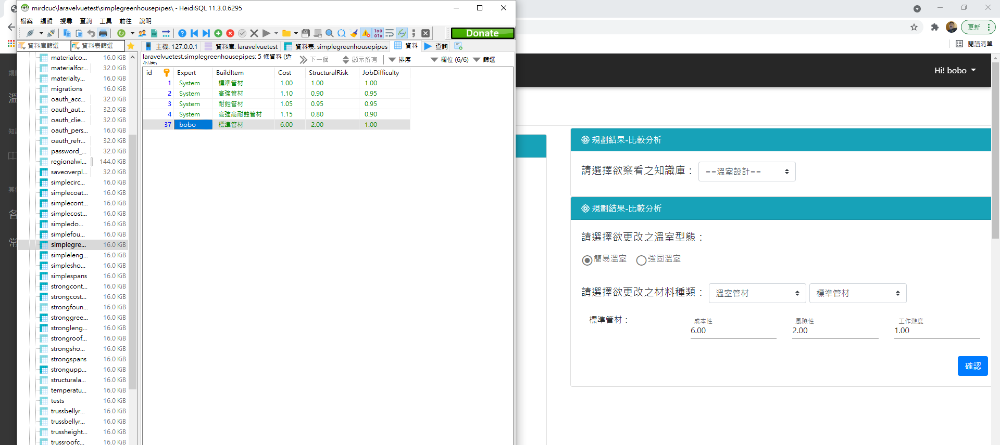 mirdcuc\laravelvuetest\simplegreenhousepipes\ - HeidiSQL 11.3.0.6295
檔案 編輯 搜尋 查詢 工具 前往 說明
Donate
資料庫篩選 資料表篩選
主機: 127.0.0.1 資料庫: laravelvuetest 資料表: simplegreenhousepipes 資料 查詢
laravelvuetest.simplegreenhousepipes: 5 條資料 (近
下一個 顯示所有 排序 欄位 (6/6) 篩選
id Expert BuildItem Cost StructuralRisk JobDifficulty
1 System 標準管材 1.00 1.00 1.00
2 System 高強管材 1.10 0.90 0.95
3 System 耐蝕管材 1.05 0.95 0.95
4 System 高強高耐蝕管材 1.15 0.80 0.90
37 bobo 標準管材 6.00 2.00 1.00
materialco... 16.0 KiB
materialfor... 32.0 KiB
materialty... 16.0 KiB
migrations 16.0 KiB
oauth_acc... 32.0 KiB
oauth_aut... 32.0 KiB
oauth_clie... 32.0 KiB
oauth_pers... 16.0 KiB
oauth_refr... 32.0 KiB
password_... 32.0 KiB
regionalwi... 144.0 KiB
saveoverpl... 32.0 KiB
simplecirc... 16.0 KiB
simplecoat... 16.0 KiB
simplecont... 16.0 KiB
simplecost... 16.0 KiB
simpledo... 16.0 KiB
simplefou... 16.0 KiB
simplegre... 16.0 KiB
simpleleng... 16.0 KiB
simplesho... 16.0 KiB
simplespans 16.0 KiB
strongcont... 16.0 KiB
strongcost... 16.0 KiB
strongfoun... 16.0 KiB
stronggree... 16.0 KiB
strongleng... 16.0 KiB
strongroof... 16.0 KiB
strongsho... 16.0 KiB
strongspans 16.0 KiB
strongupp... 16.0 KiB
structurala... 16.0 KiB
temperatu... 16.0 KiB
tests 16.0 KiB
trussbellyr... 16.0 KiB
trussbellyr... 16.0 KiB
trussheight... 16.0 KiB
trussroofc... 16.0 KiB
更新
閱讀清單
Hi! bobo
規劃結果-比較分析
請選擇欲察看之知識庫： ==溫室設計==
規劃結果-比較分析
請選擇欲更改之溫室型態：
簡易溫室 強固溫室
請選擇欲更改之材料種類： 溫室管材 標準管材
標準管材： 成本性 風險性 工作難度
6.00 2.00 1.00
確認